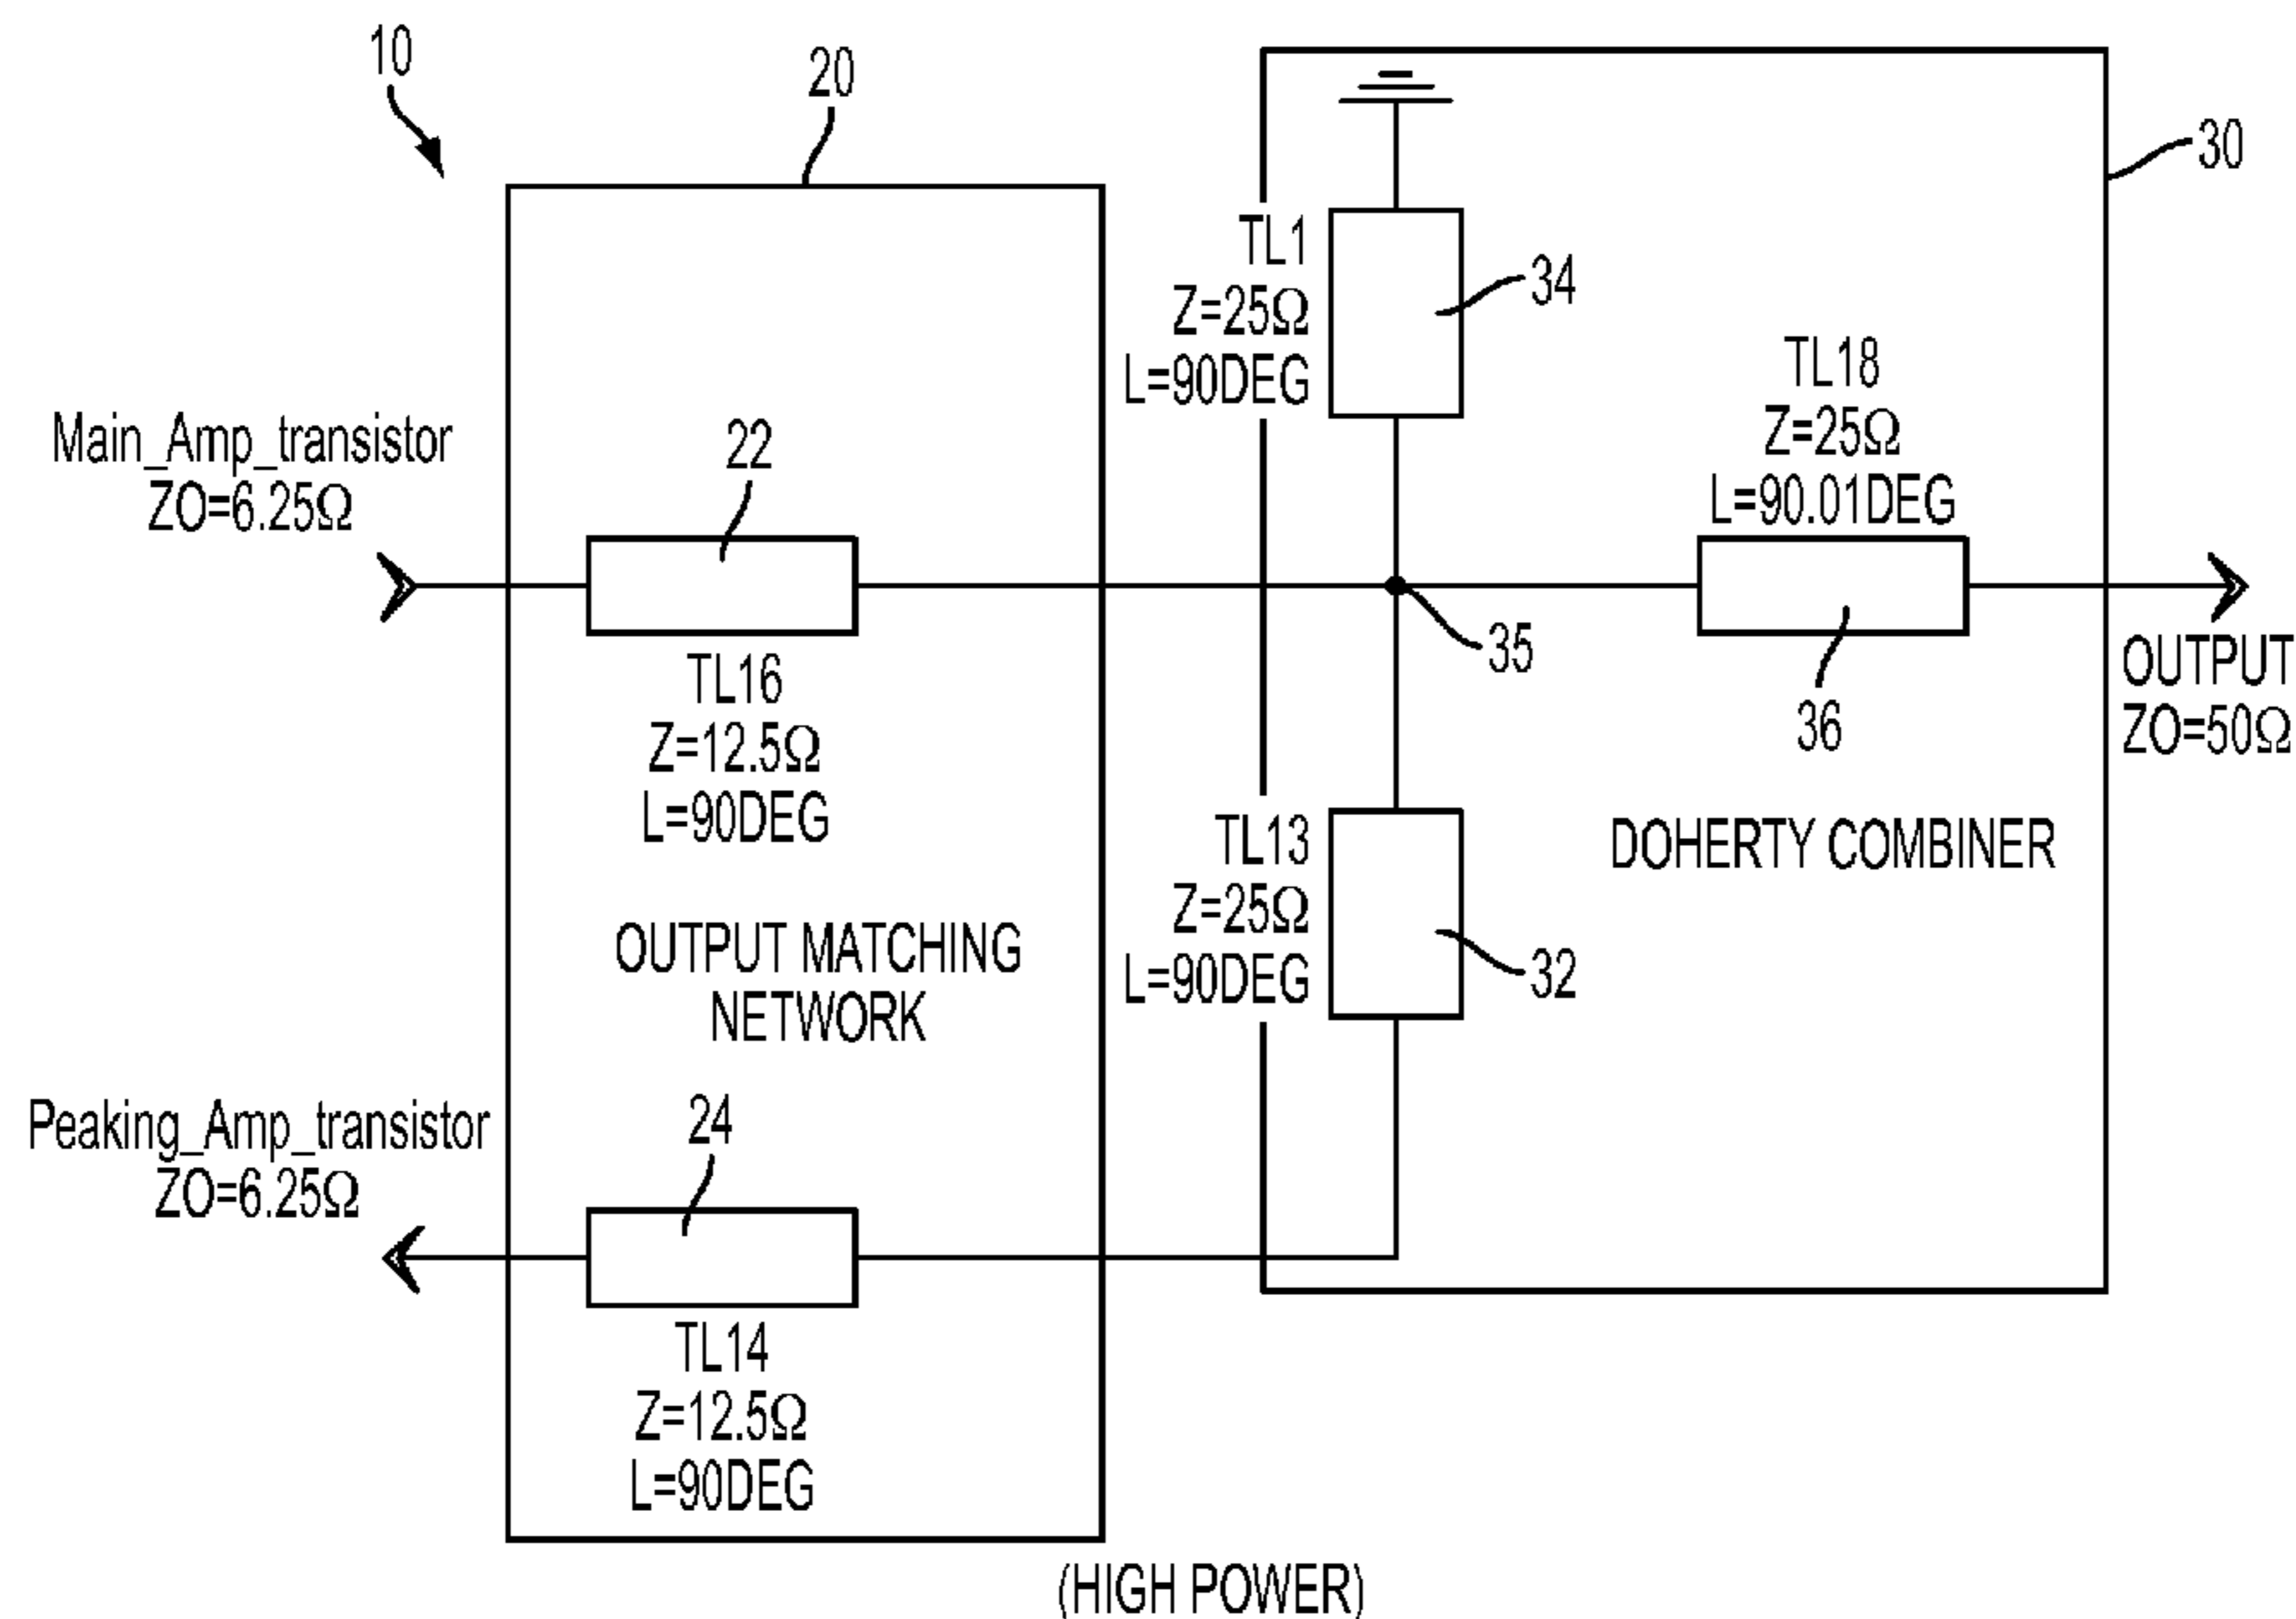 10
20
30
TL1
Z=25Ω
L=90DEG
34
TL18
Z=25Ω
L=90.01DEG
Main_Amp_transistor
ZO=6.25Ω
22
35
36
OUTPUT
ZO=50Ω
TL16
Z=12.5Ω
L=90DEG
TL13
Z=25Ω
L=90DEG
32
DOHERTY COMBINER
OUTPUT MATCHING
NETWORK
Peaking_Amp_transistor
ZO=6.25Ω
24
TL14
Z=12.5Ω
L=90DEG
(HIGH POWER)